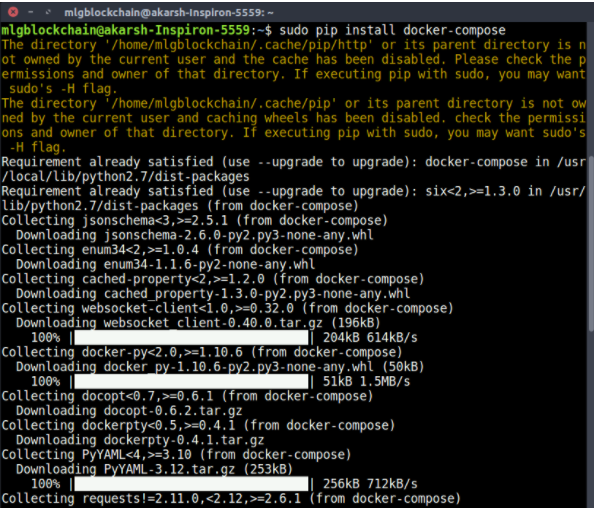 mlgblockchain@akarsh-Inspiron-5559: ~
mlgblockchain@akarsh-Inspiron-5559:~$ sudo pip install docker-compose
The directory '/home/mlgblockchain/.cache/pip/http' or its parent directory is n
ot owned by the current user and the cache has been disabled. Please check the p
ermissions and owner of that directory. If executing pip with sudo, you may want
 sudo's -H flag.
The directory '/home/mlgblockchain/.cache/pip' or its parent directory is not ow
ned by the current user and caching wheels has been disabled. check the permissi
ons and owner of that directory. If executing pip with sudo, you may want sudo's
 -H flag.
Requirement already satisfied (use --upgrade to upgrade): docker-compose in /usr
/local/lib/python2.7/dist-packages
Requirement already satisfied (use --upgrade to upgrade): six<2,>=1.3.0 in /usr/
lib/python2.7/dist-packages (from docker-compose)
Collecting jsonschema<3,>=2.5.1 (from docker-compose)
  Downloading jsonschema-2.6.0-py2.py3-none-any.whl
Collecting enum34<2,>=1.0.4 (from docker-compose)
  Downloading enum34-1.1.6-py2-none-any.whl
Collecting cached-property<2,>=1.2.0 (from docker-compose)
  Downloading cached_property-1.3.0-py2.py3-none-any.whl
Collecting websocket-client<1.0,>=0.32.0 (from docker-compose)
  Downloading websocket_client-0.40.0.tar.gz (196kB)
    100% |████████████████████████████████| 204kB 614kB/s
Collecting docker-py<2.0,>=1.10.6 (from docker-compose)
  Downloading docker_py-1.10.6-py2.py3-none-any.whl (50kB)
    100% |████████████████████████████████| 51kB 1.5MB/s
Collecting docopt<0.7,>=0.6.1 (from docker-compose)
  Downloading docopt-0.6.2.tar.gz
Collecting dockerpty<0.5,>=0.4.1 (from docker-compose)
  Downloading dockerpty-0.4.1.tar.gz
Collecting PyYAML<4,>=3.10 (from docker-compose)
  Downloading PyYAML-3.12.tar.gz (253kB)
    100% |████████████████████████████████| 256kB 712kB/s
Collecting requests!=2.11.0,<2.12,>=2.6.1 (from docker-compose)